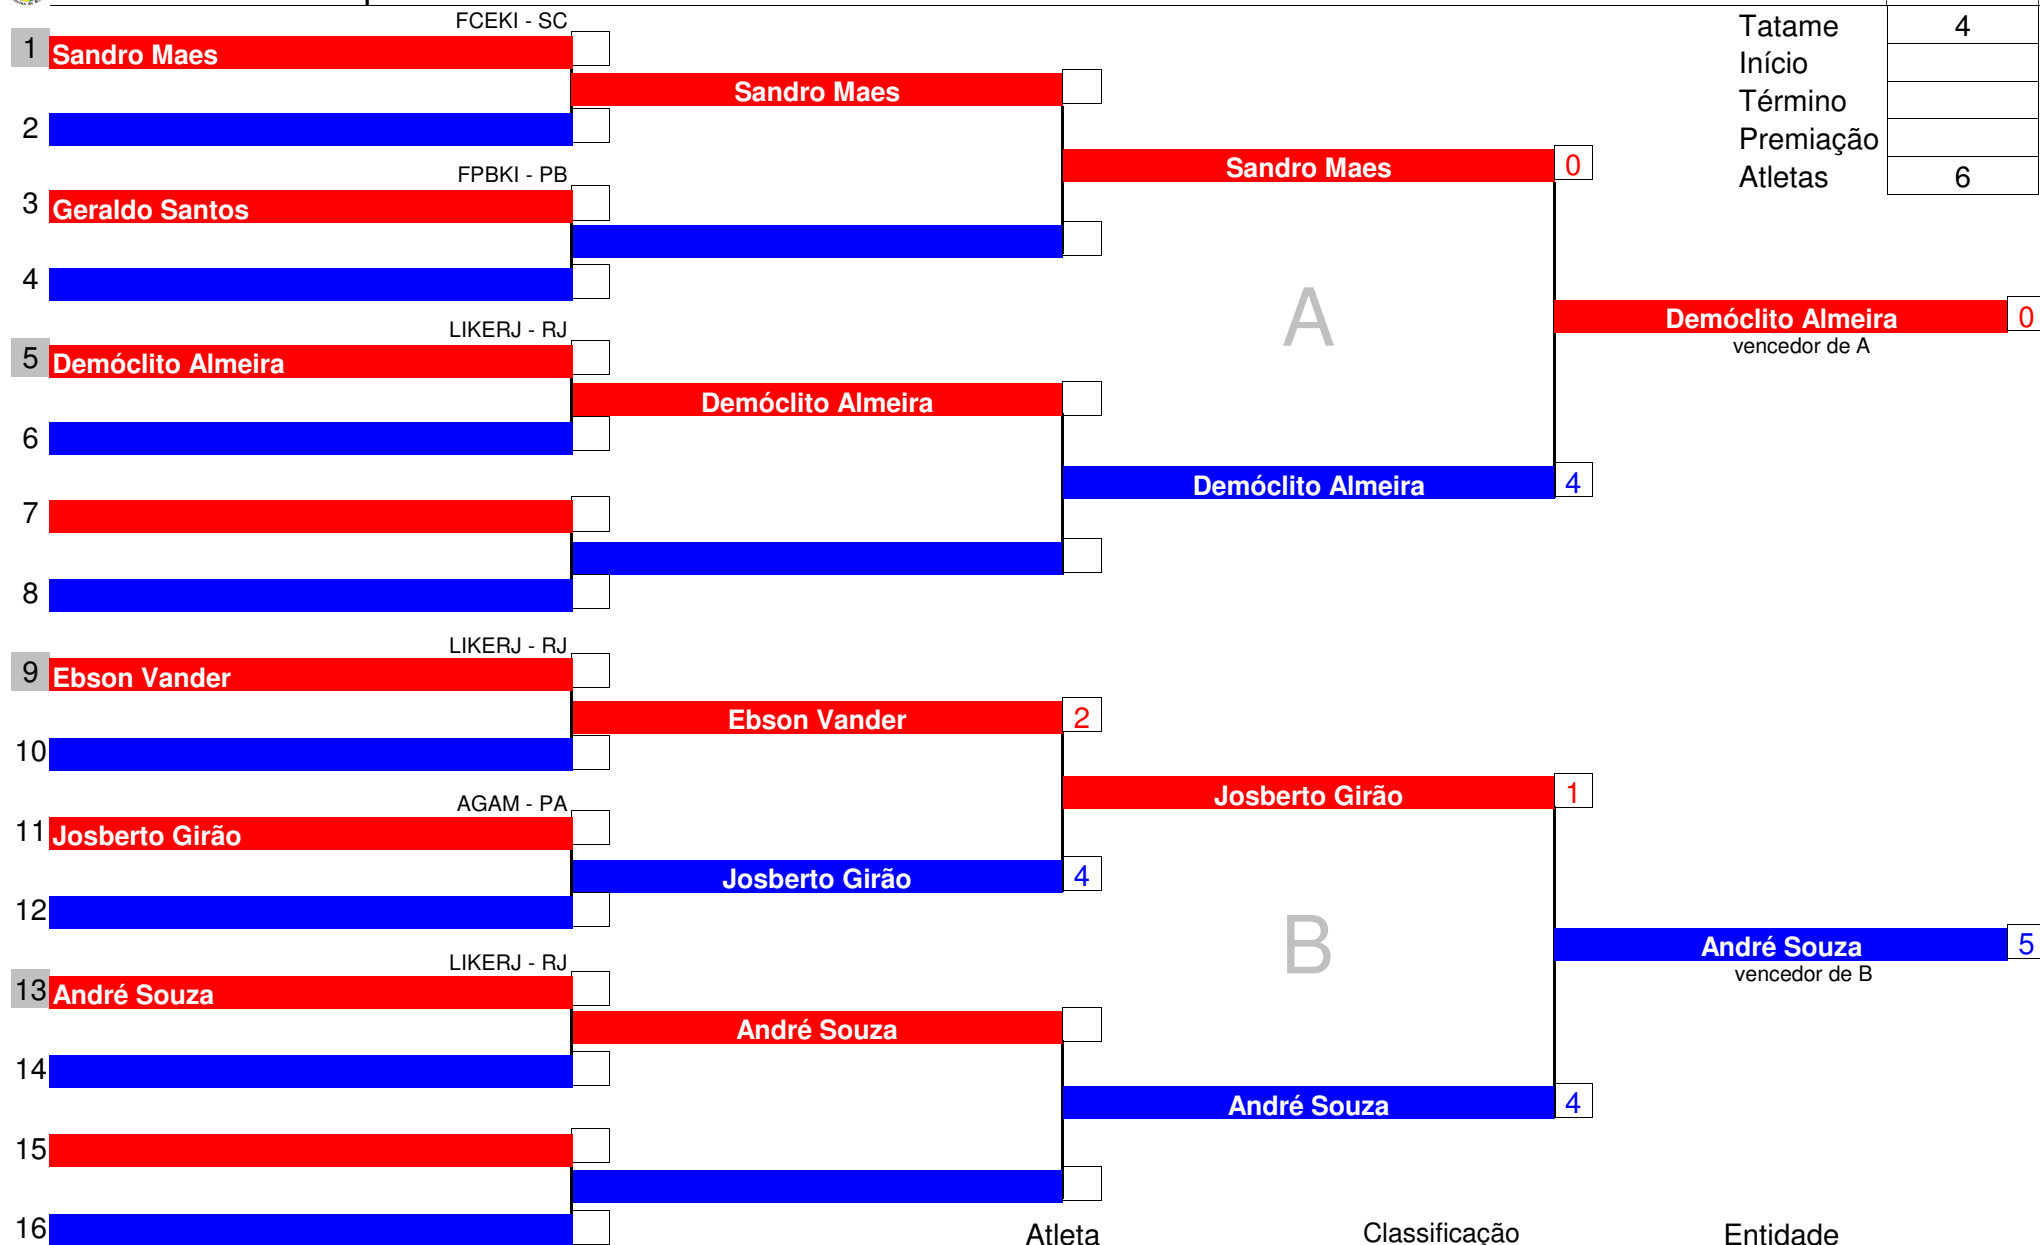 FCEKI - SC
Tatame 4
1 Sandro Maes
Início
Sandro Maes
Término
2
Premiação
Sandro Maes 0
FPBKI - PB
Atletas 6
3 Geraldo Santos
4
A
Demóclito Almeira 0
LIKERJ - RJ
vencedor de A
5 Demóclito Almeira
Demóclito Almeira
6
Demóclito Almeira 4
7
8
LIKERJ - RJ
9 Ebson Vander
Ebson Vander 2
10
Josberto Girão 1
AGAM - PA
11 Josberto Girão
Josberto Girão 4
12
B
André Souza 5
LIKERJ - RJ
vencedor de B
13 André Souza
André Souza
14
André Souza 4
15
16
Atleta Classificação Entidade